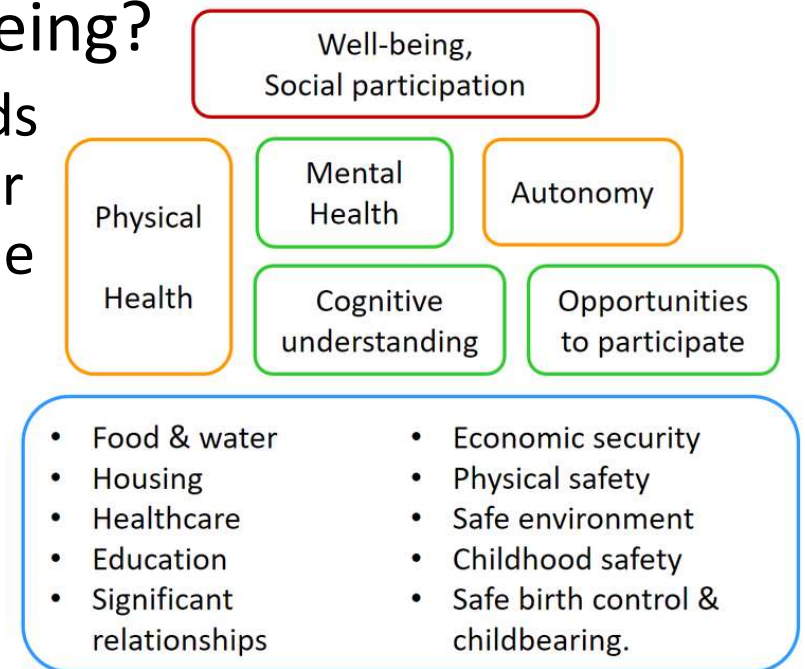 eing?
ds
r
e
Well-being,
Social participation
Physical
Health
Mental
Health
Autonomy
Cognitive
understanding
Opportunities
to participate
• Food & water
• Housing
• Healthcare
• Education
• Significant
relationships
• Economic security
• Physical safety
• Safe environment
• Childhood safety
• Safe birth control &
childbearing.